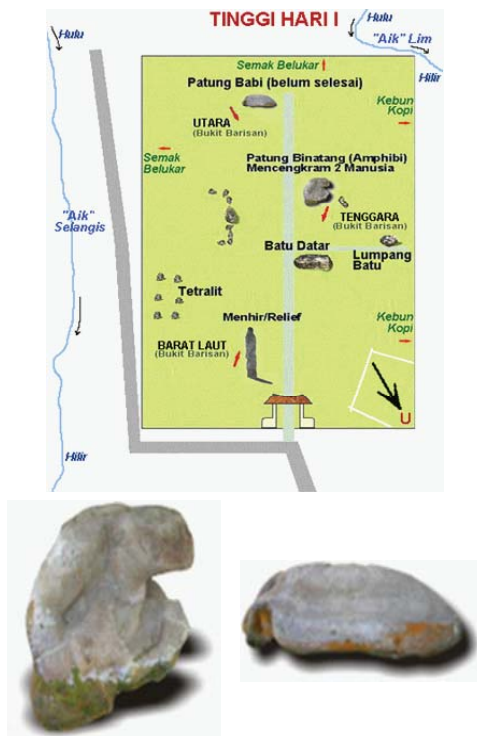 TINGGI HARI I
Hulu
Hulu
"Aik" Lim
Hilir
Semak Belukar
Patung Babi (belum selesai)
Kebun
Kopi
UTARA
(Bukit Barisan)
Semak
Belukar
Patung Binatang (Amphibi)
Mencengkram 2 Manusia
TENGGARA
(Bukit Barisan)
"Aik"
Selangis
Batu Datar
Lumpang
Batu
Tetralit
Menhir/Relief
Kebun
Kopi
BARAT LAUT
(Bukit Barisan)
U
Hilir